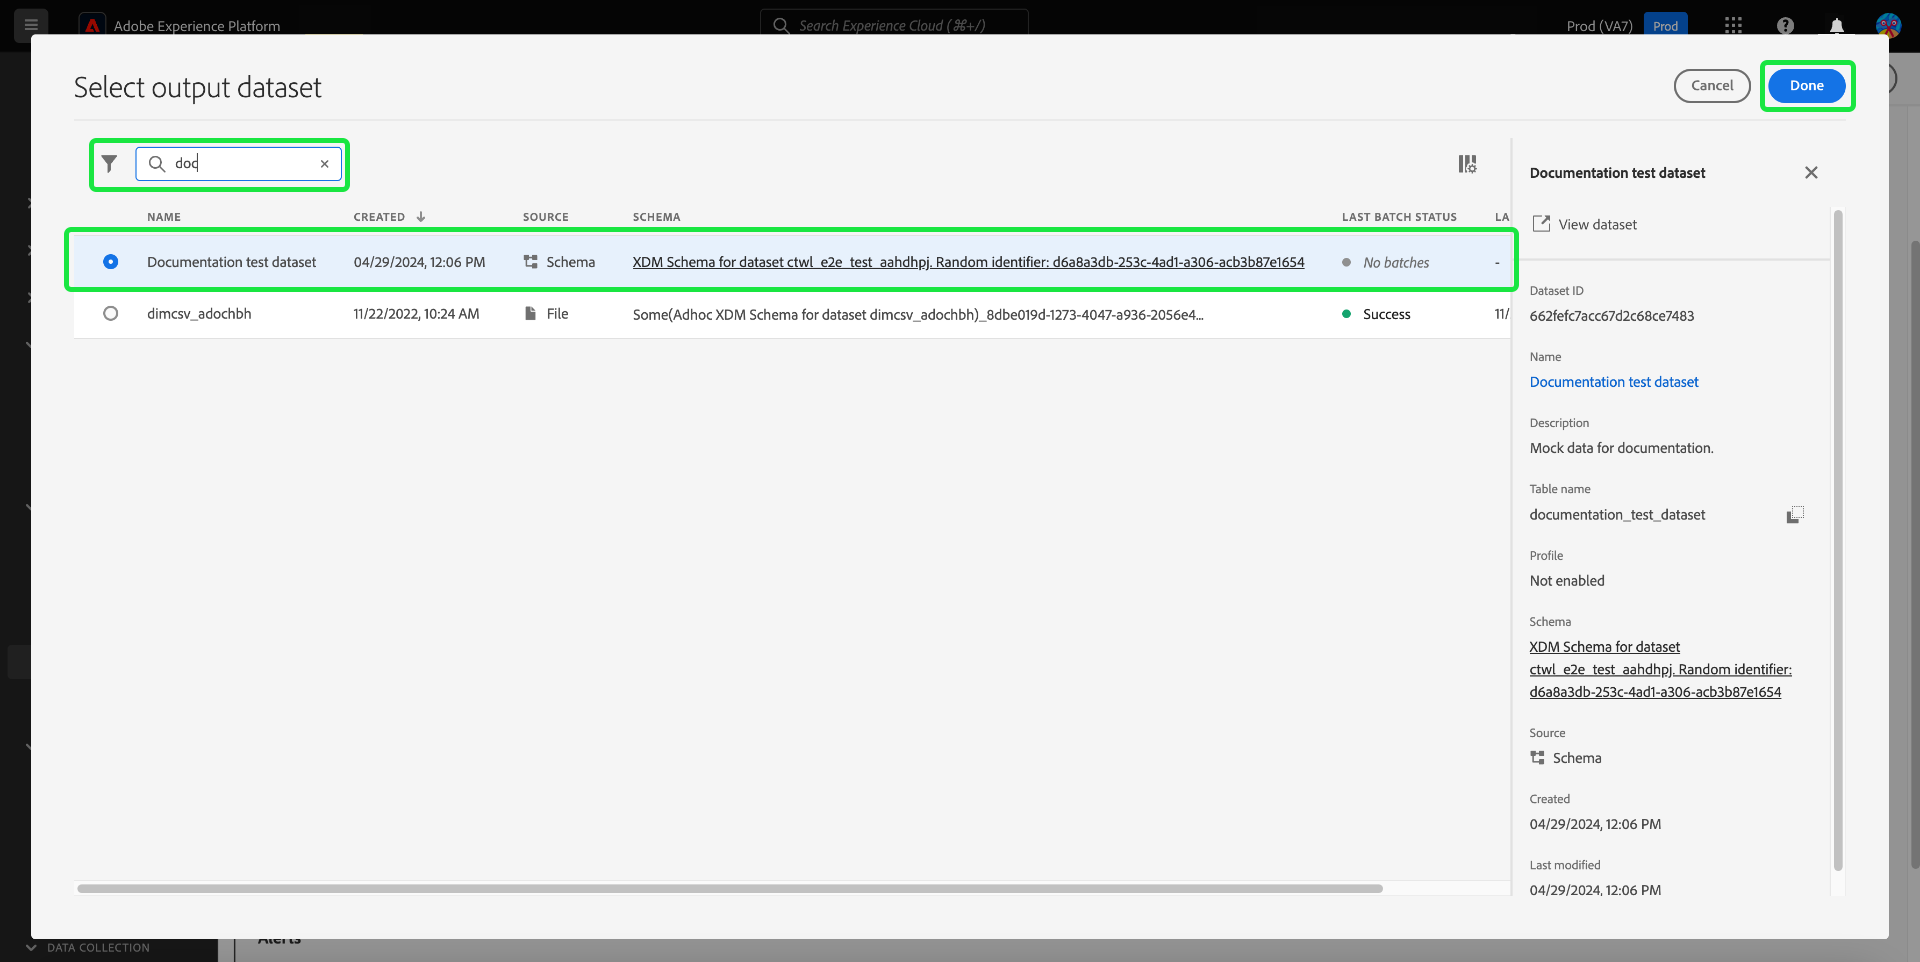 Adobe Experience Platform
Search Experience Cloud (⌘+/)
Prod (VA7)
Prod
Select output dataset
Cancel
Done
doc
NAME CREATED SOURCE SCHEMA LAST BATCH STATUS LA
Documentation test dataset 04/29/2024, 12:06 PM Schema XDM Schema for dataset ctwl_e2e_test_aahdhpj. Random identifier: d6a8a3db-253c-4ad1-a306-acb3b87e1654 No batches -
dimcsv_adochbh 11/22/2022, 10:24 AM File Some(Adhoc XDM Schema for dataset dimcsv_adochbh)_8dbe019d-1273-4047-a936-2056e4... Success 11/
Documentation test dataset
View dataset
Dataset ID
662fefc7acc67d2c68ce7483
Name
Documentation test dataset
Description
Mock data for documentation.
Table name
documentation_test_dataset
Profile
Not enabled
Schema
XDM Schema for dataset
ctwl_e2e_test_aahdhpj. Random identifier:
d6a8a3db-253c-4ad1-a306-acb3b87e1654
Source
Schema
Created
04/29/2024, 12:06 PM
Last modified
04/29/2024, 12:06 PM
DATA COLLECTION
Alerts